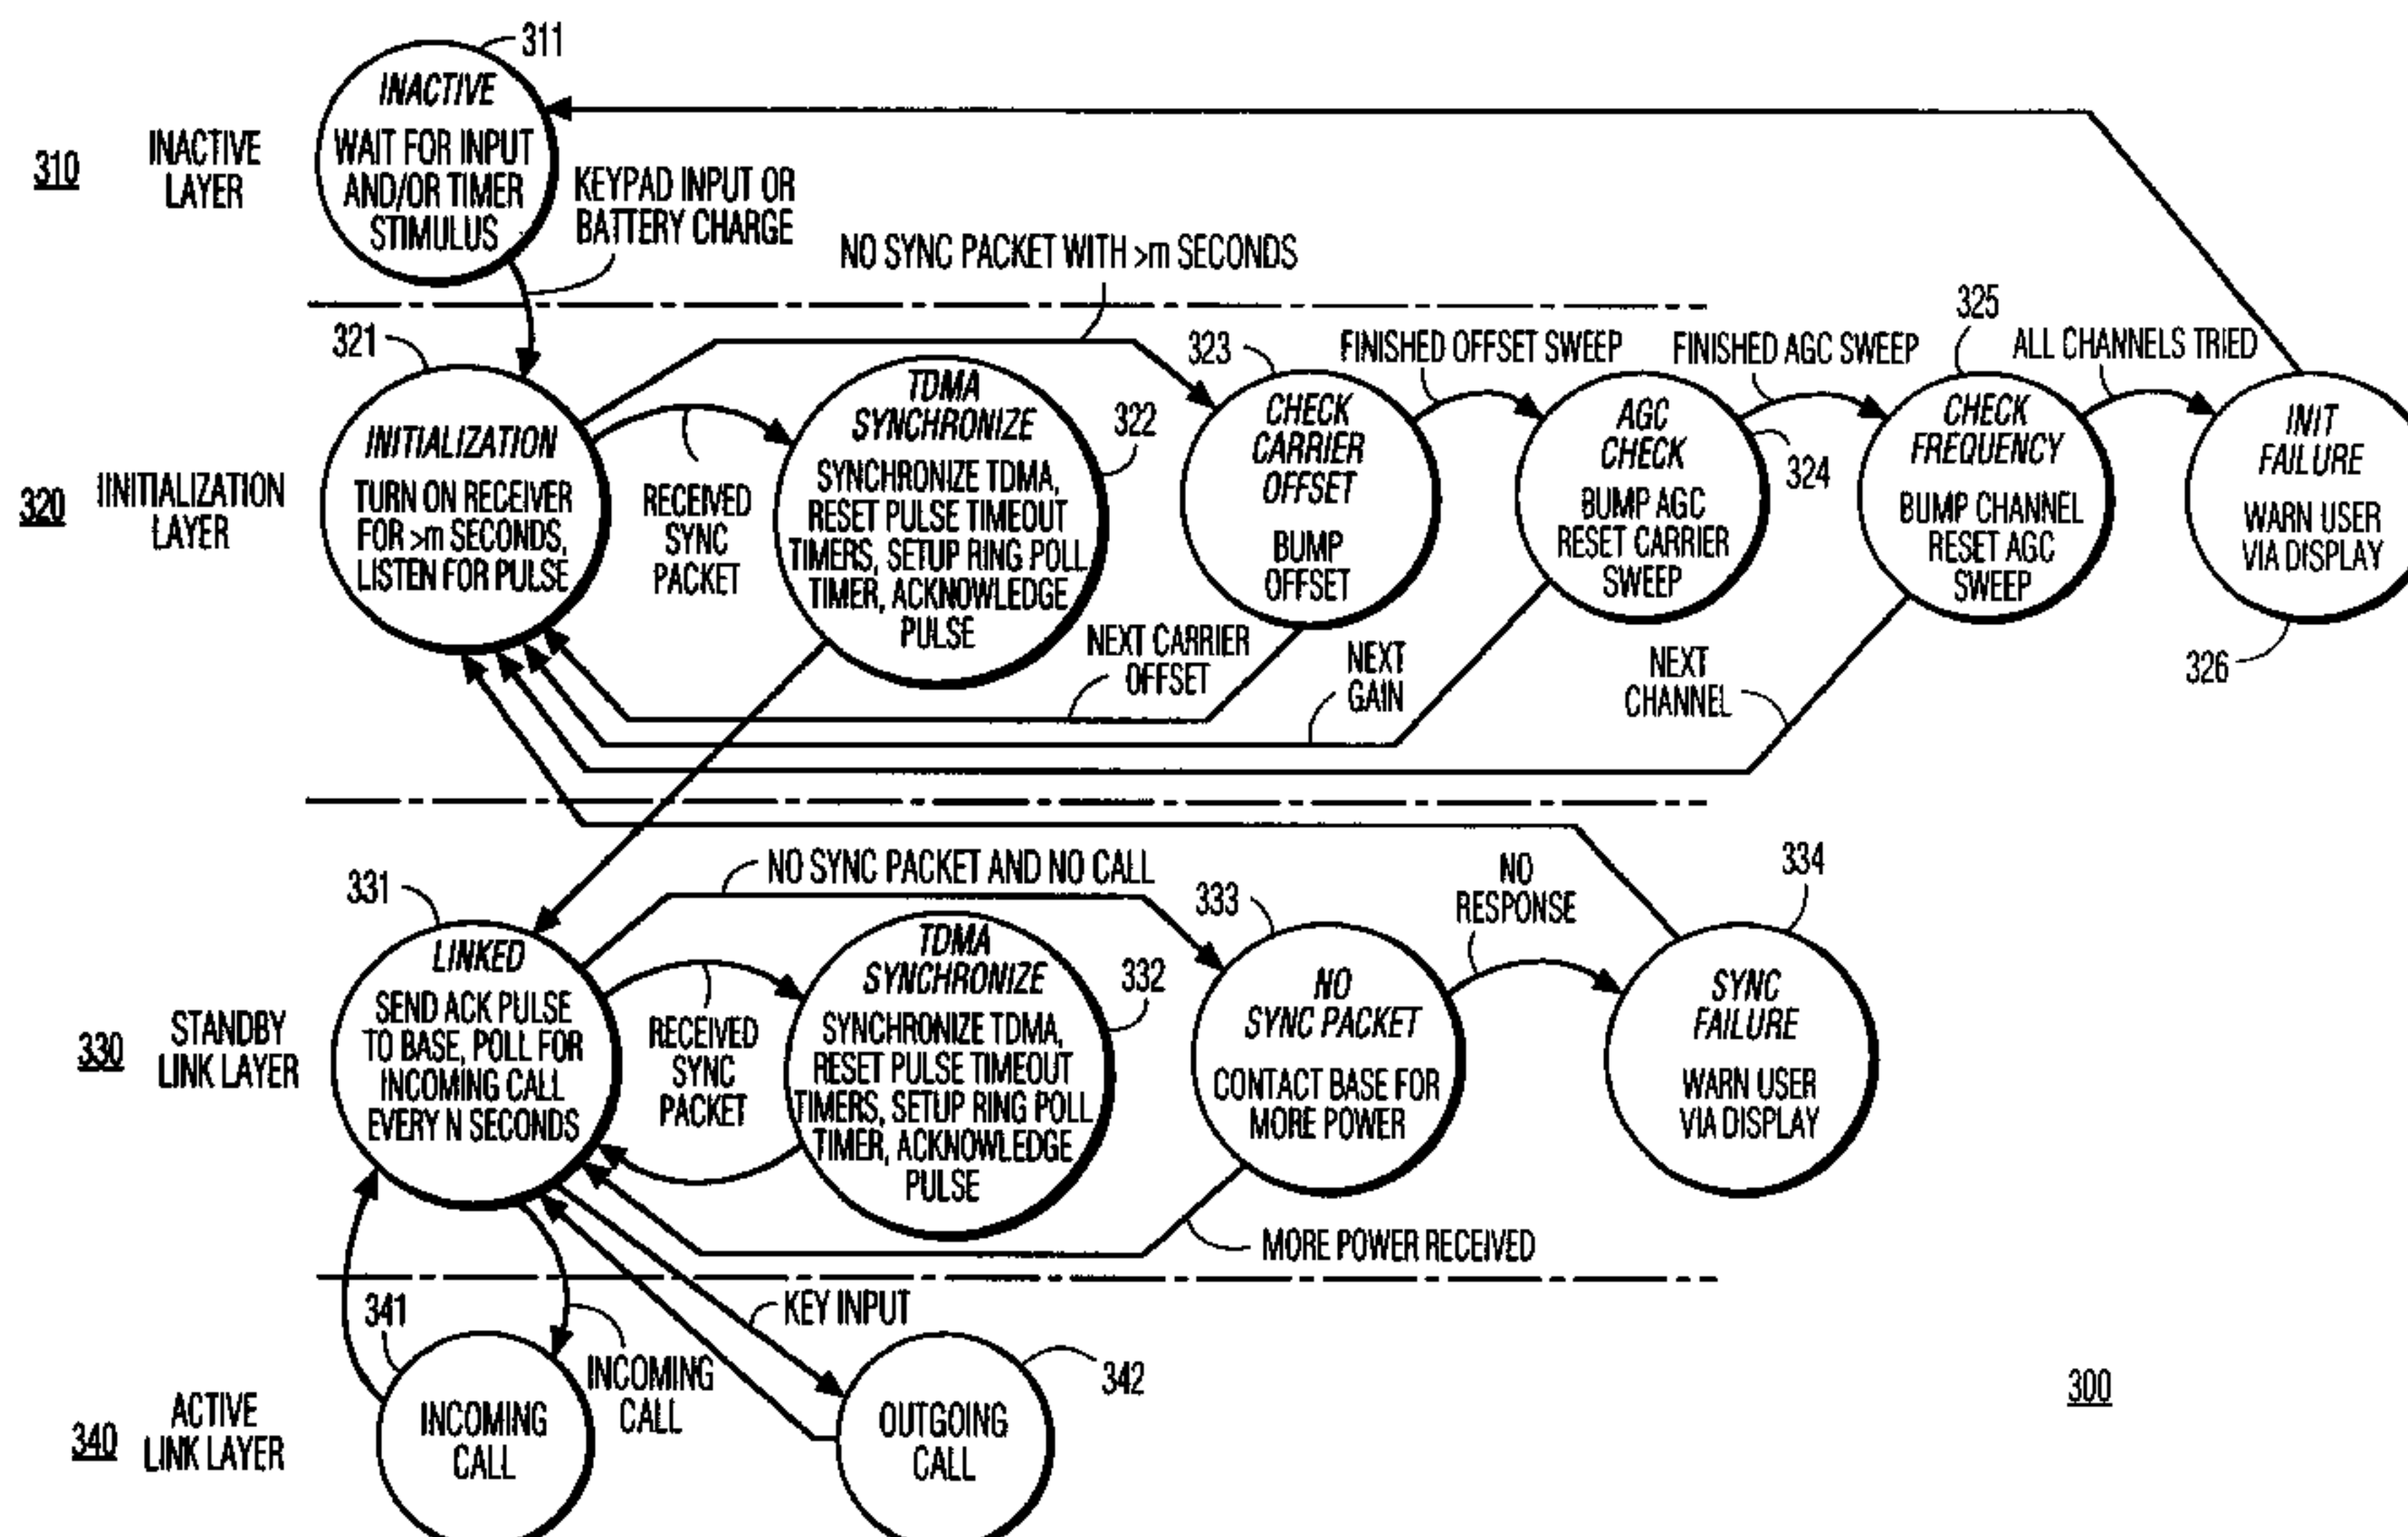 311
INACTIVE
WAIT FOR INPUT
AND/OR TIMER
STIMULUS
310
INACTIVE
LAYER
KEYPAD INPUT OR
BATTERY CHARGE
NO SYNC PACKET WITH >m SECONDS
321
INITIALIZATION
TURN ON RECEIVER
FOR >m SECONDS,
LISTEN FOR PULSE
320
IINITIALIZATION
LAYER
RECEIVED
SYNC
PACKET
TDMA
SYNCHRONIZE
SYNCHRONIZE TDMA,
RESET PULSE TIMEOUT
TIMERS, SETUP RING POLL
TIMER, ACKNOWLEDGE
PULSE
322
323
CHECK
CARRIER
OFFSET
BUMP
OFFSET
FINISHED OFFSET SWEEP
AGC
CHECK
BUMP AGC
RESET CARRIER
SWEEP
324
FINISHED AGC SWEEP
325
CHECK
FREQUENCY
BUMP CHANNEL
RESET AGC
SWEEP
ALL CHANNELS TRIED
INIT
FAILURE
WARN USER
VIA DISPLAY
326
NEXT CARRIER
OFFSET
NEXT
GAIN
NEXT
CHANNEL
331
LINKED
SEND ACK PULSE
TO BASE, POLL FOR
INCOMING CALL
EVERY N SECONDS
330
STANDBY
LINK LAYER
NO SYNC PACKET AND NO CALL
RECEIVED
SYNC
PACKET
TDMA
SYNCHRONIZE
SYNCHRONIZE TDMA,
RESET PULSE TIMEOUT
TIMERS, SETUP RING POLL
TIMER, ACKNOWLEDGE
PULSE
332
333
NO
SYNC PACKET
CONTACT BASE FOR
MORE POWER
NO
RESPONSE
334
SYNC
FAILURE
WARN USER
VIA DISPLAY
MORE POWER RECEIVED
341
INCOMING
CALL
INCOMING
CALL
KEY INPUT
342
OUTGOING
CALL
340
ACTIVE
LINK LAYER
300